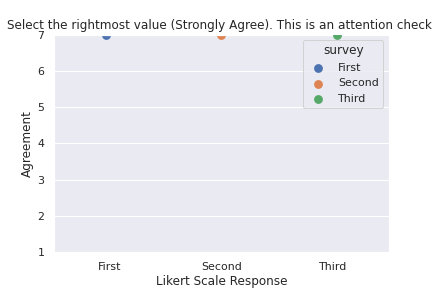 Select the rightmost value (Strongly Agree). This is an attention check
7
6
5
4
3
2
1
Agreement
survey
First
Second
Third
First Second Third
Likert Scale Response